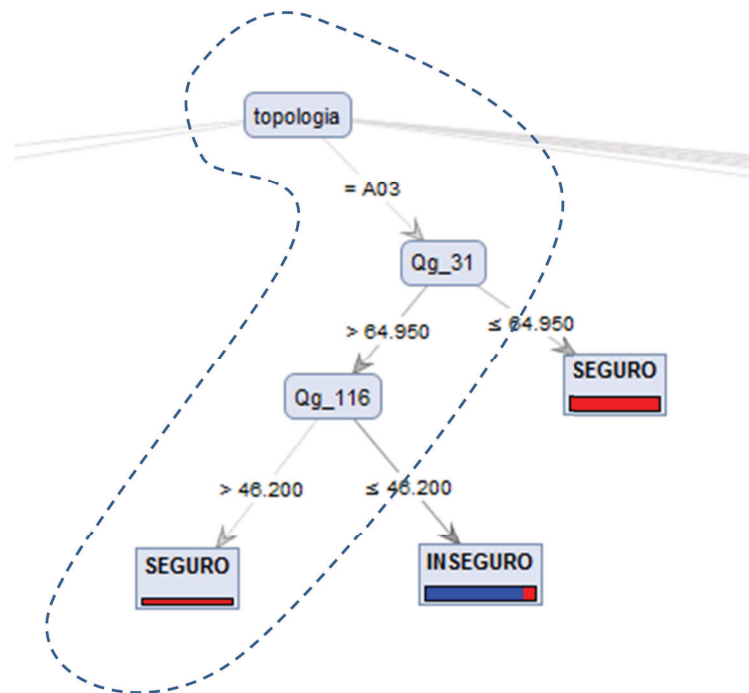 topologia
= A03
Qg_31
> 64.950
≤ 64.950
SEGURO
Qg_116
> 46.200
≤ 46.200
SEGURO
INSEGURO